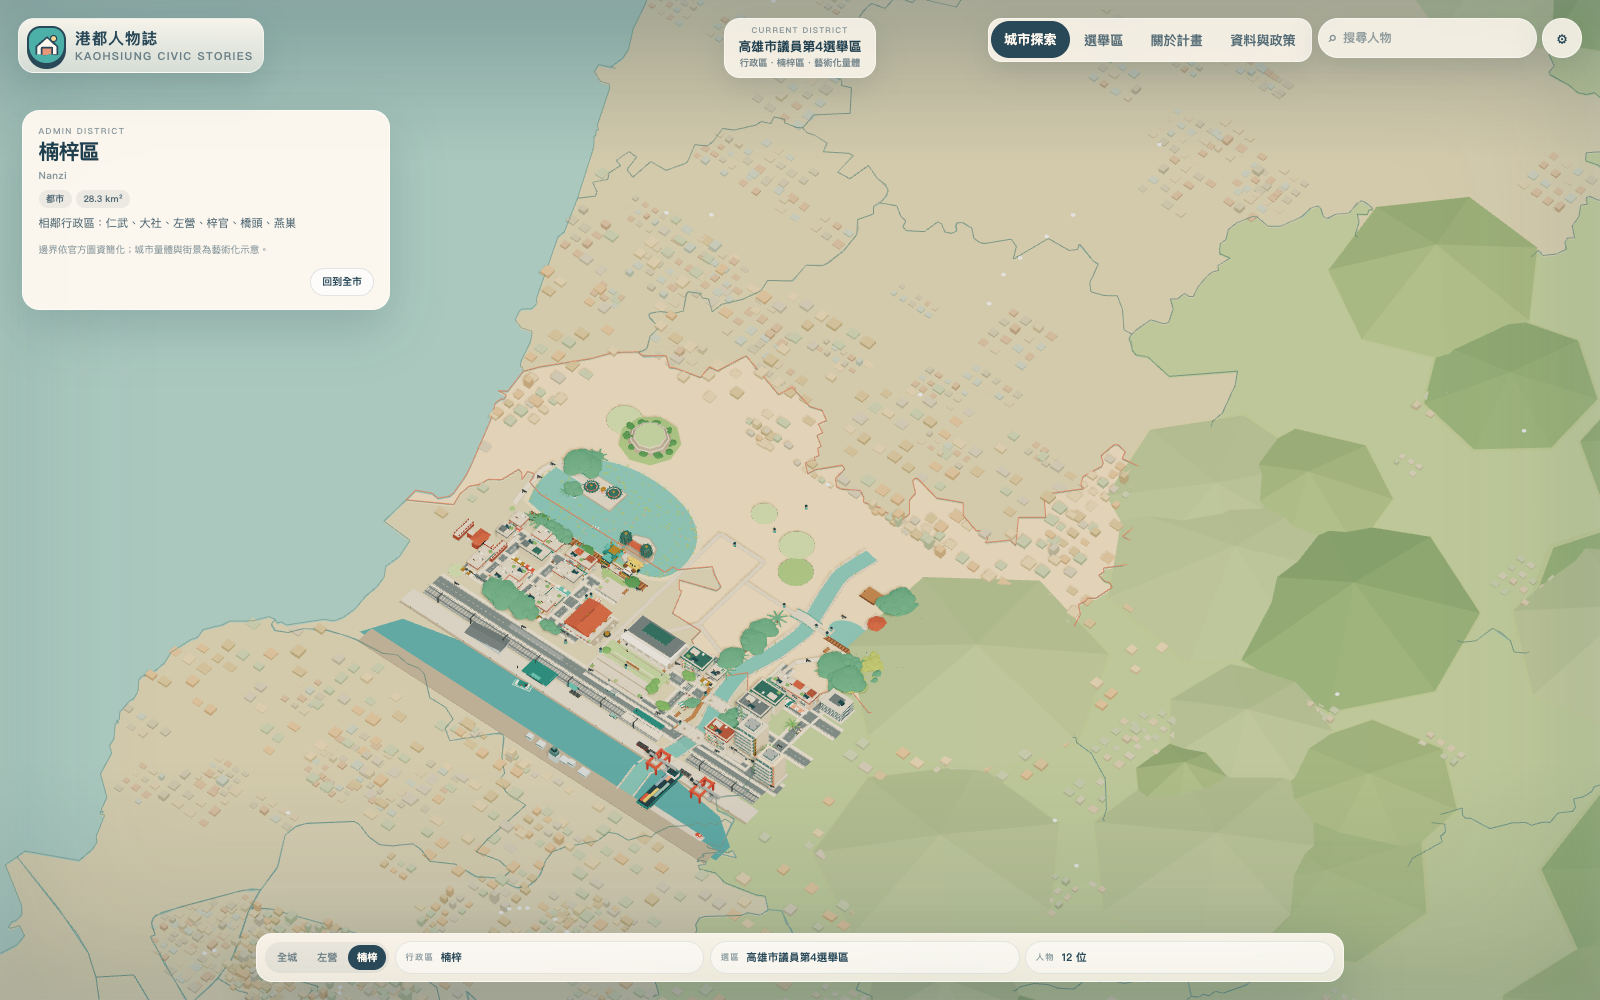 港都人物誌
KAOHSIUNG CIVIC STORIES
CURRENT DISTRICT
高雄市議員第4選舉區
行政區 · 楠梓區 · 藝術化量體
城市探索
選舉區
關於計畫
資料與政策
搜尋人物
ADMIN DISTRICT
楠梓區
Nanzi
都市
28.3 km²
相鄰行政區：仁武、大社、左營、梓官、橋頭、燕巢
邊界依官方圖資簡化；城市量體與街景為藝術化示意。
回到全市
全城
左營
楠梓
行政區 楠梓
選區 高雄市議員第4選舉區
人物 12 位